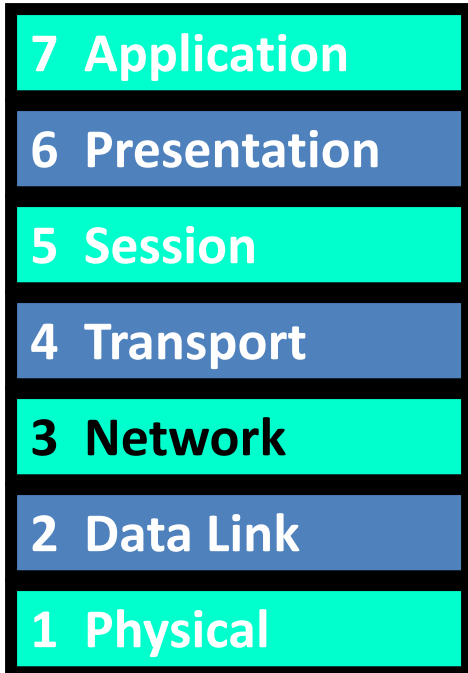 7 Application
6 Presentation
5 Session
4 Transport
3 Network
2 Data Link
1 Physical